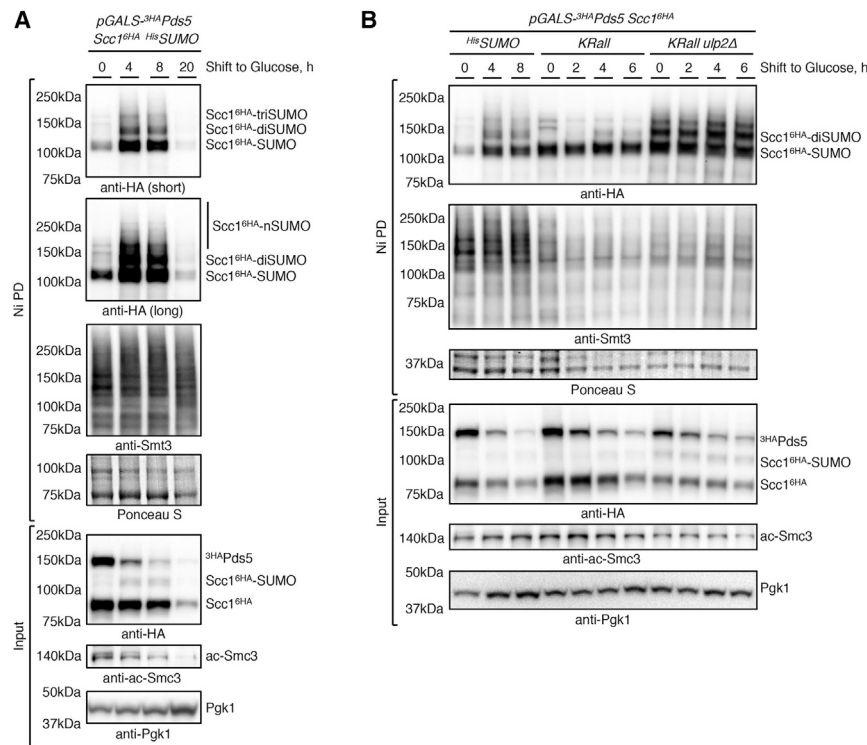 A
pGALS-3HAPds5
Scc16HA HisSUMO
0 4 8 20 Shift to Glucose, h
Ni PD
250kDa
150kDa
100kDa
75kDa
Scc16HA-triSUMO
Scc16HA-diSUMO
Scc16HA-SUMO
anti-HA (short)
250kDa
150kDa
100kDa
Scc16HA-nSUMO
Scc16HA-diSUMO
Scc16HA-SUMO
anti-HA (long)
250kDa
150kDa
100kDa
75kDa
anti-Smt3
100kDa
75kDa
Ponceau S
Input
250kDa
150kDa
100kDa
75kDa
3HAPds5
Scc16HA-SUMO
Scc16HA
anti-HA
140kDa
ac-Smc3
anti-ac-Smc3
50kDa
37kDa
Pgk1
anti-Pgk1
B
pGALS-3HAPds5 Scc16HA
HisSUMO KRall KRall ulp2Δ
0 4 8 0 2 4 6 0 2 4 6 Shift to Glucose, h
Ni PD
250kDa
150kDa
100kDa
75kDa
Scc16HA-diSUMO
Scc16HA-SUMO
anti-HA
250kDa
150kDa
100kDa
75kDa
anti-Smt3
37kDa
Ponceau S
Input
250kDa
150kDa
100kDa
75kDa
3HAPds5
Scc16HA-SUMO
Scc16HA
anti-HA
140kDa
ac-Smc3
anti-ac-Smc3
50kDa
37kDa
Pgk1
anti-Pgk1